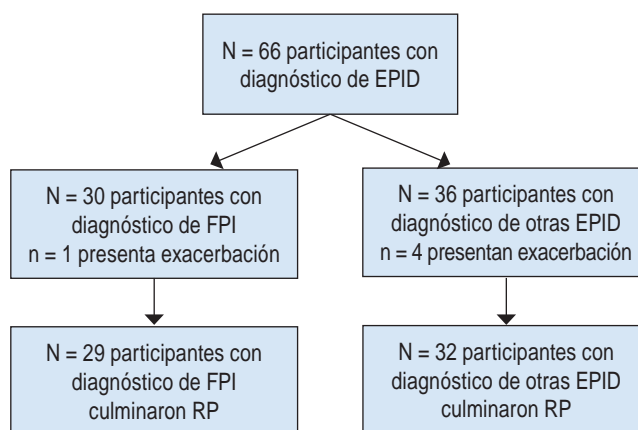 N = 66 participantes con
diagnóstico de EPID
N = 30 participantes con
diagnóstico de FPI
n = 1 presenta exacerbación
N = 36 participantes con
diagnóstico de otras EPID
n = 4 presentan exacerbación
N = 29 participantes con
diagnóstico de FPI
culminaron RP
N = 32 participantes con
diagnóstico de otras EPID
culminaron RP